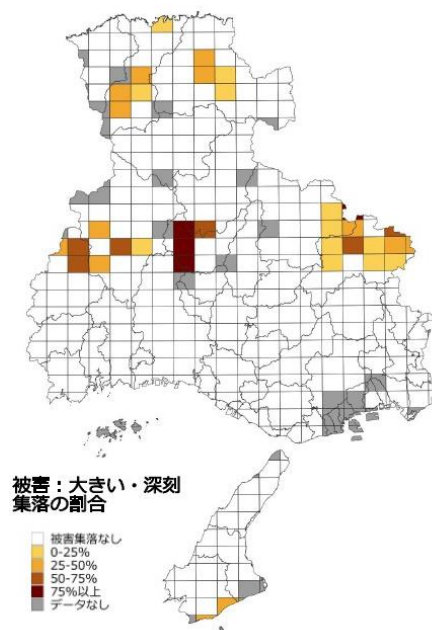 被害：大きい・深刻
集落の割合
被害集落なし
0-25%
25-50%
50-75%
75%以上
データなし